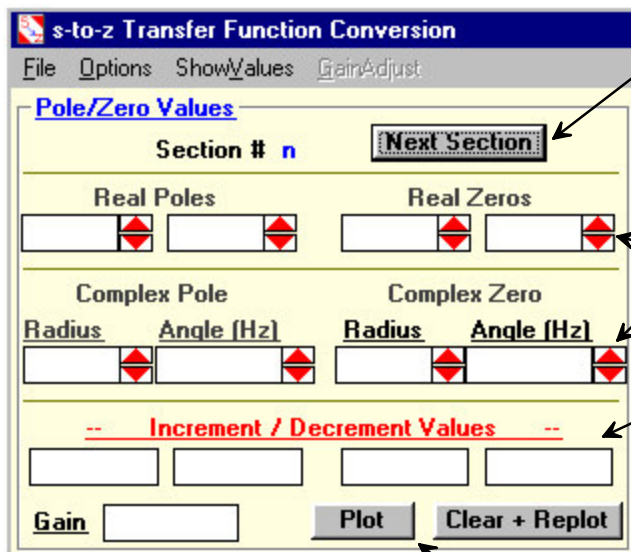 s-to-z Transfer Function Conversion
File Options ShowValues GainAdjust
Pole/Zero Values
Section # n Next Section
Real Poles Real Zeros
Complex Pole Complex Zero
Radius Angle (Hz) Radius Angle (Hz)
-- Increment / Decrement Values --
Gain Plot Clear + Replot